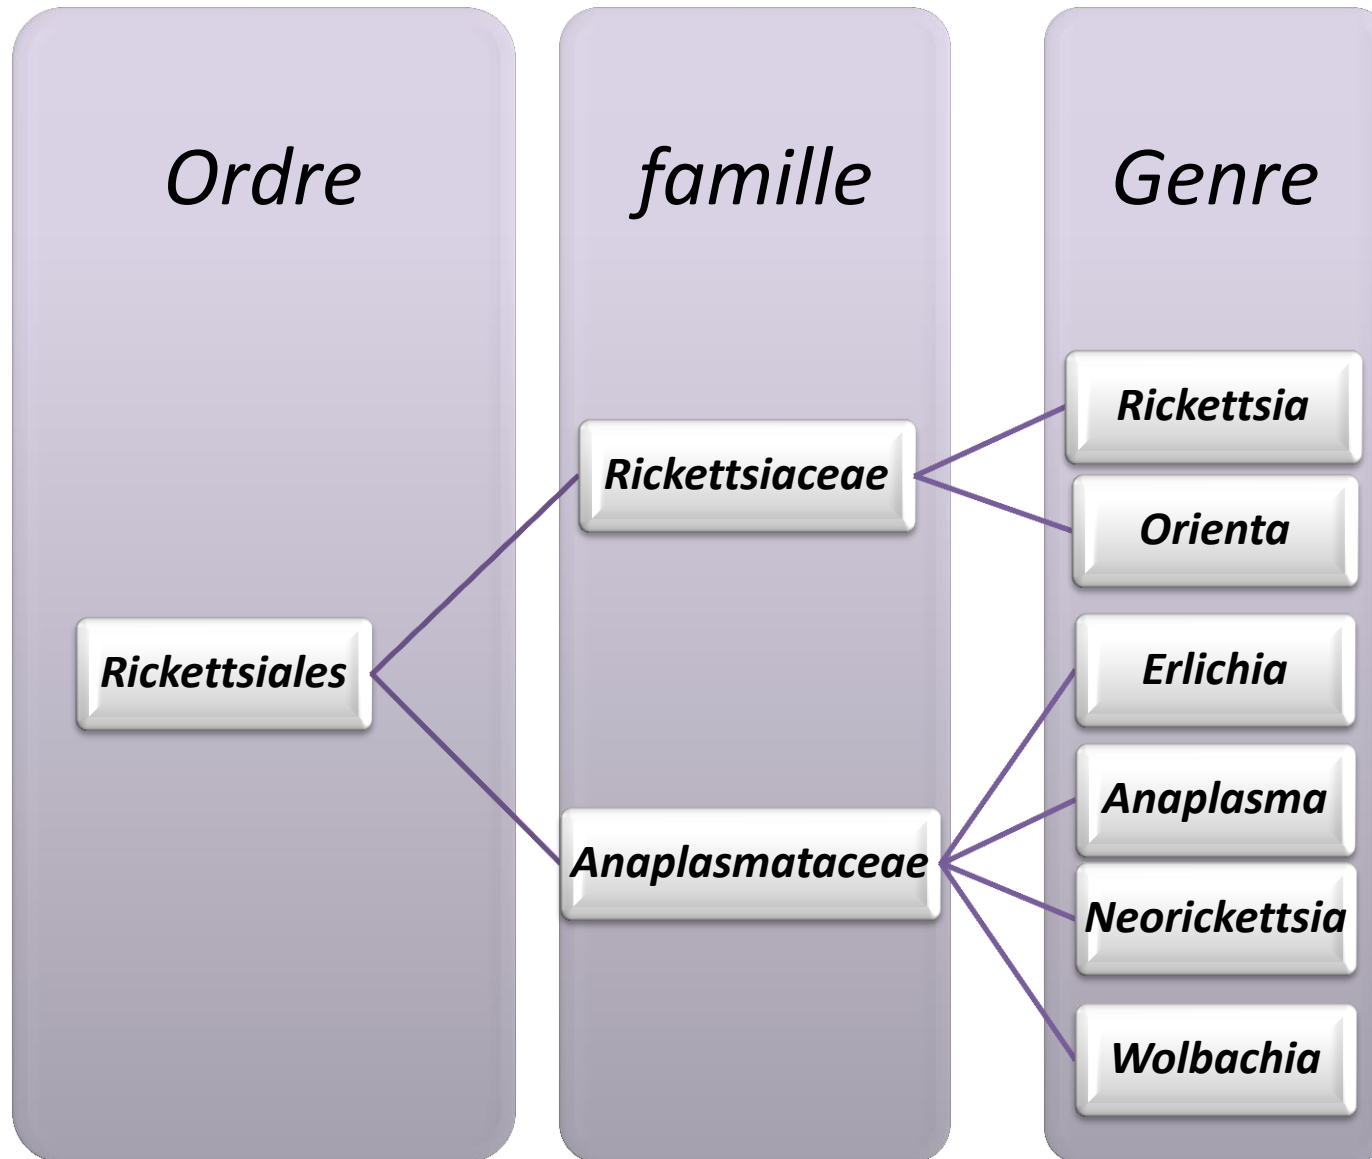 Ordre
famille
Genre
Rickettsiales
Rickettsiaceae
Anaplasmataceae
Rickettsia
Orienta
Erlichia
Anaplasma
Neorickettsia
Wolbachia